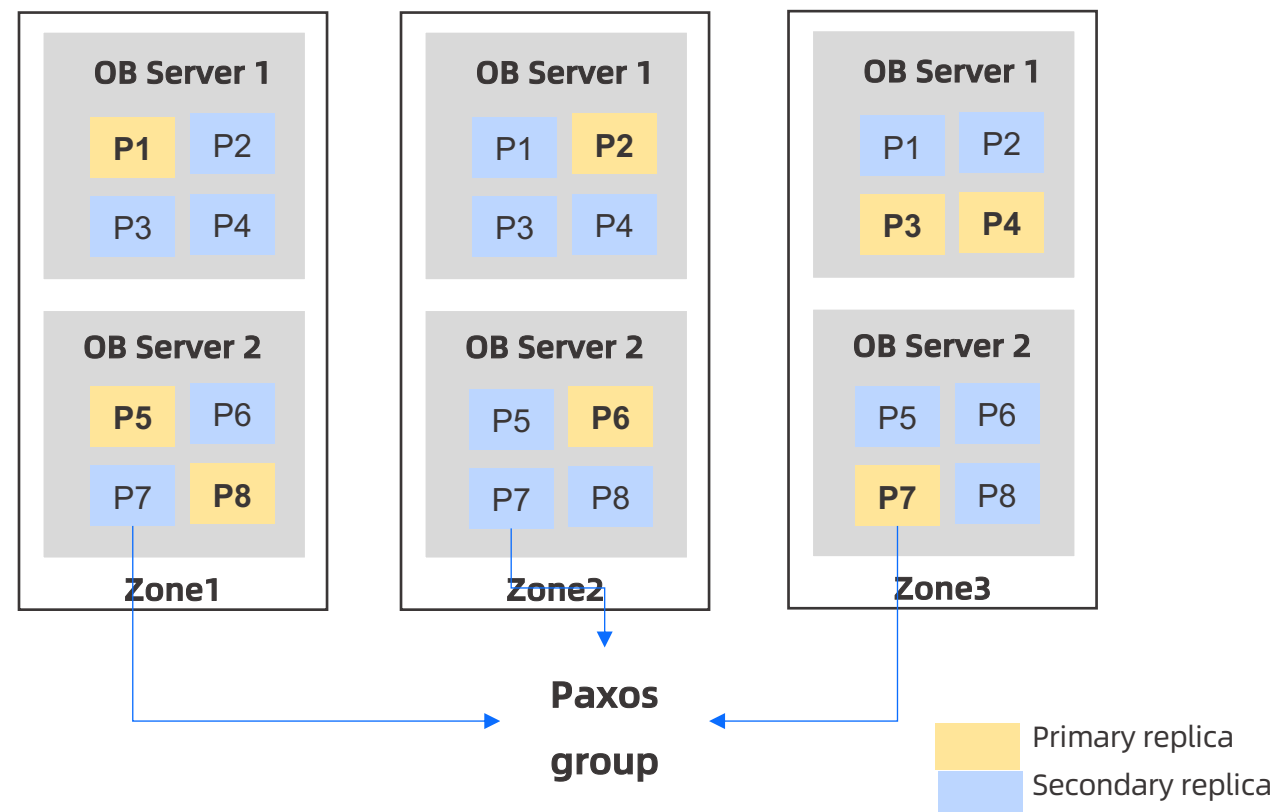 OB Server 1
P1 P2
P3 P4
OB Server 2
P5 P6
P7 P8
Zone1
OB Server 1
P1 P2
P3 P4
OB Server 2
P5 P6
P7 P8
Zone2
OB Server 1
P1 P2
P3 P4
OB Server 2
P5 P6
P7 P8
Zone3
Paxos
group
Primary replica
Secondary replica